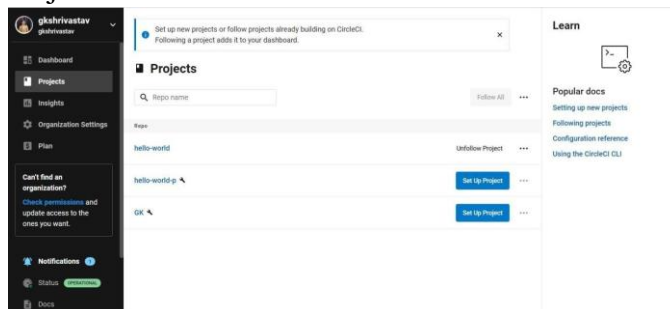 gkshrivastav
gkshrivastav
Dashboard
Projects
Insights
Organization Settings
Plan
Can't find an
organization?
Check permissions and
update access to the
ones you want.
Notifications
Status OPERATIONAL
Docs
Set up new projects or follow projects already building on CircleCI.
Following a project adds it to your dashboard.
Projects
Repo name
Follow All
Repo
hello-world
Unfollow Project
hello-world-p
Set Up Project
GK
Set Up Project
Learn
Popular docs
Setting up new projects
Following projects
Configuration reference
Using the CircleCI CLI